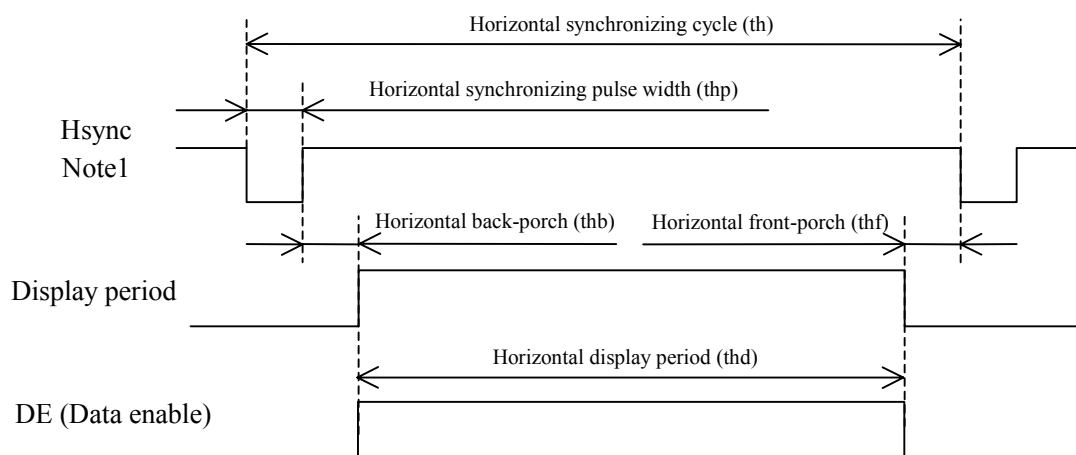 Horizontal synchronizing cycle (th)
Horizontal synchronizing pulse width (thp)
Hsync
Note1
Horizontal back-porch (thb)
Horizontal front-porch (thf)
Display period
Horizontal display period (thd)
DE (Data enable)